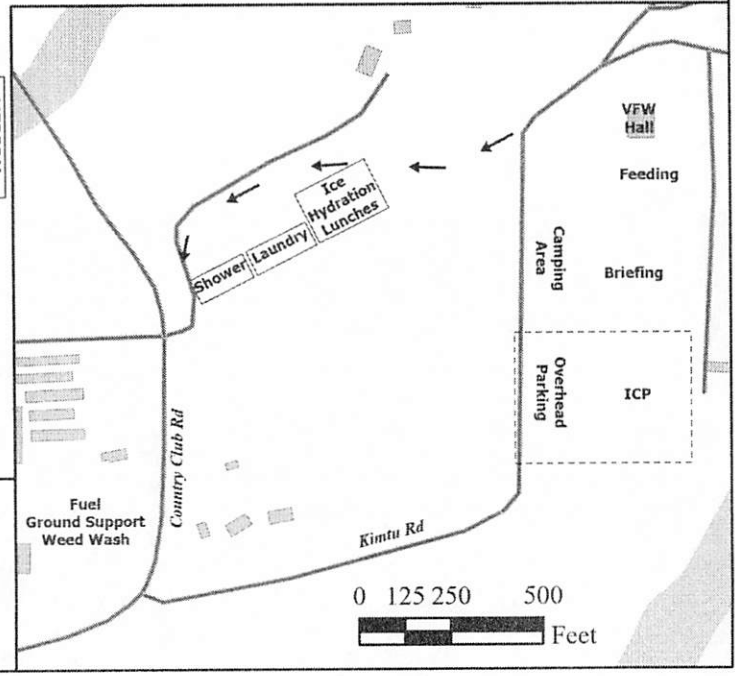 VFW
Hall
Feeding
Ice
Hydration
Lunches
Laundry
Shower
Camping
Area
Briefing
Overhead
Parking
ICP
Country Club Rd
Fuel
Ground Support
Weed Wash
Kimtu Rd
0 125 250 500
Feet